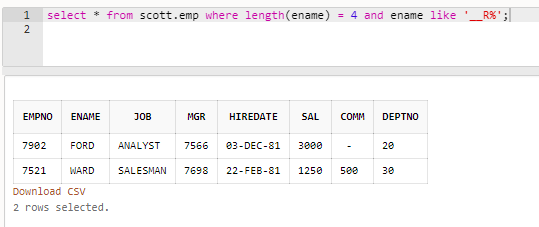 1 select * from scott.emp where length(ename) = 4 and ename like '__R%';
2
EMPNO ENAME JOB MGR HIREDATE SAL COMM DEPTNO
7902 FORD ANALYST 7566 03-DEC-81 3000 - 20
7521 WARD SALESMAN 7698 22-FEB-81 1250 500 30
Download CSV
2 rows selected.